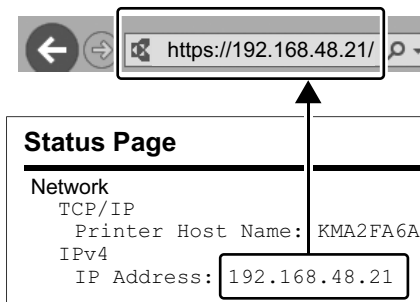 https://192.168.48.21/
Status Page
Network
TCP/IP
Printer Host Name: KMA2FA6A
IPv4
IP Address: 192.168.48.21